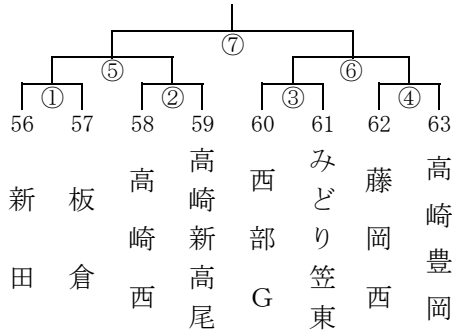 ⑦
⑤ ⑥
① ② ③ ④
56 57 58 59 60 61 62 63
新田
板倉
高崎西
高崎新高尾
西部G
みどり笠東
藤岡西
高崎豊岡